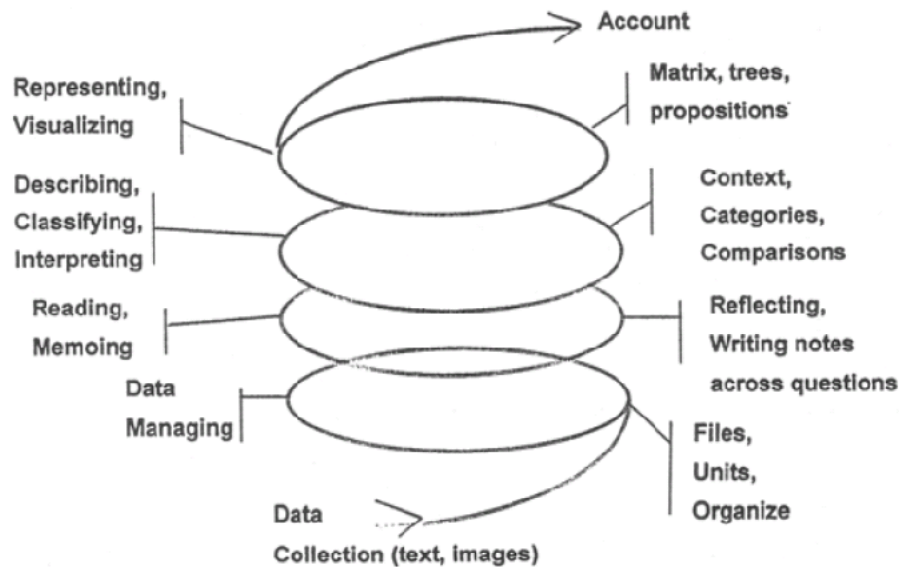 Account
Representing,
Visualizing
Matrix, trees,
propositions
Describing,
Classifying,
Interpreting
Context,
Categories,
Comparisons
Reading,
Memoing
Reflecting,
Writing notes
across questions
Data
Managing
Files,
Units,
Organize
Data
Collection (text, images)